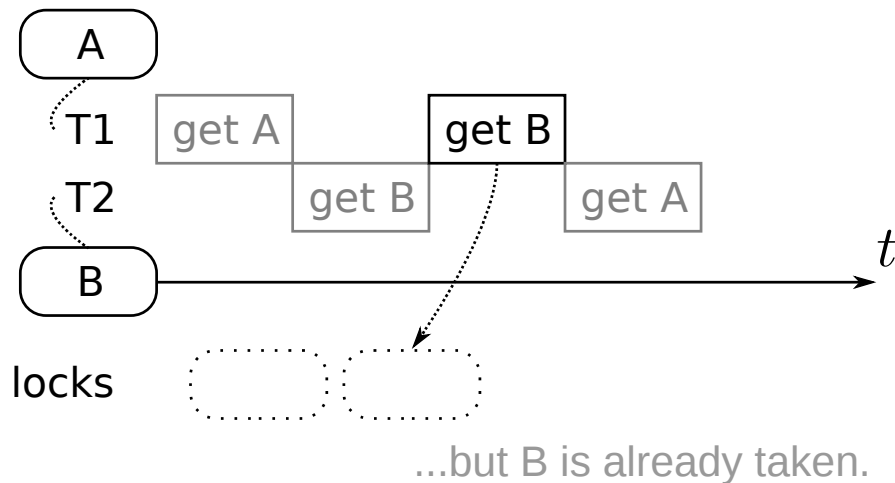 A
T1 get A get B
T2 get B get A
t
B
locks
...but B is already taken.